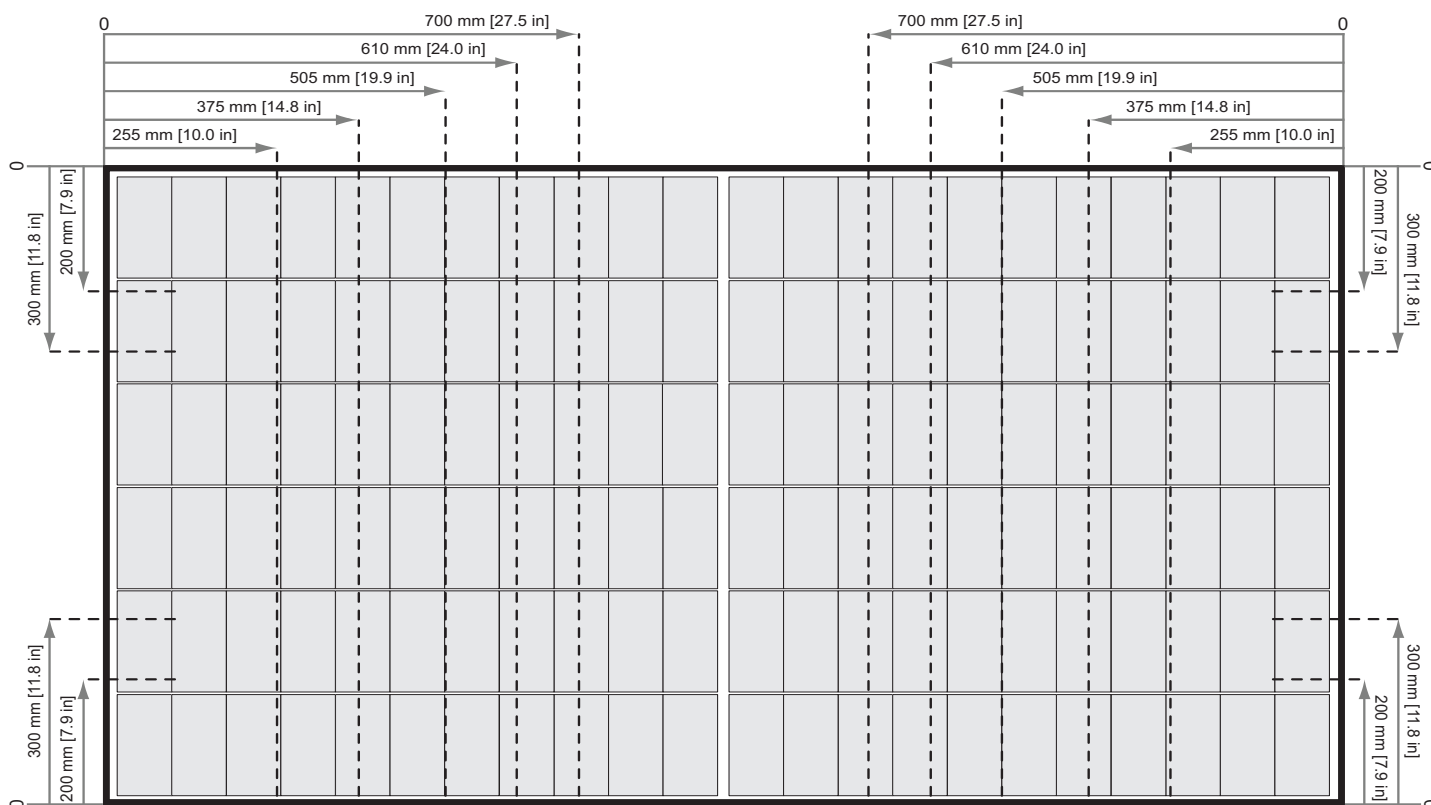 0
700 mm [27.5 in]
700 mm [27.5 in]
0
610 mm [24.0 in]
610 mm [24.0 in]
505 mm [19.9 in]
505 mm [19.9 in]
375 mm [14.8 in]
375 mm [14.8 in]
255 mm [10.0 in]
255 mm [10.0 in]
0
0
200 mm [7.9 in]
300 mm [11.8 in]
200 mm [7.9 in]
300 mm [11.8 in]
300 mm [11.8 in]
200 mm [7.9 in]
300 mm [11.8 in]
200 mm [7.9 in]
0
0